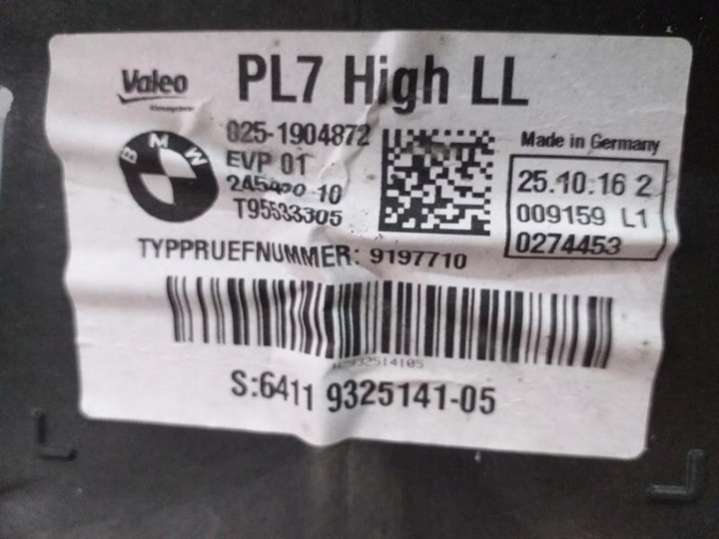 Valeo
PL7 High LL
025-1904872
BMW
EVP 01
T95533305
Made in Germany
25.10.16 2
009159 L1
0274453
TYPPRUEFNUMMER: 9197710
S:6411 9325141-05